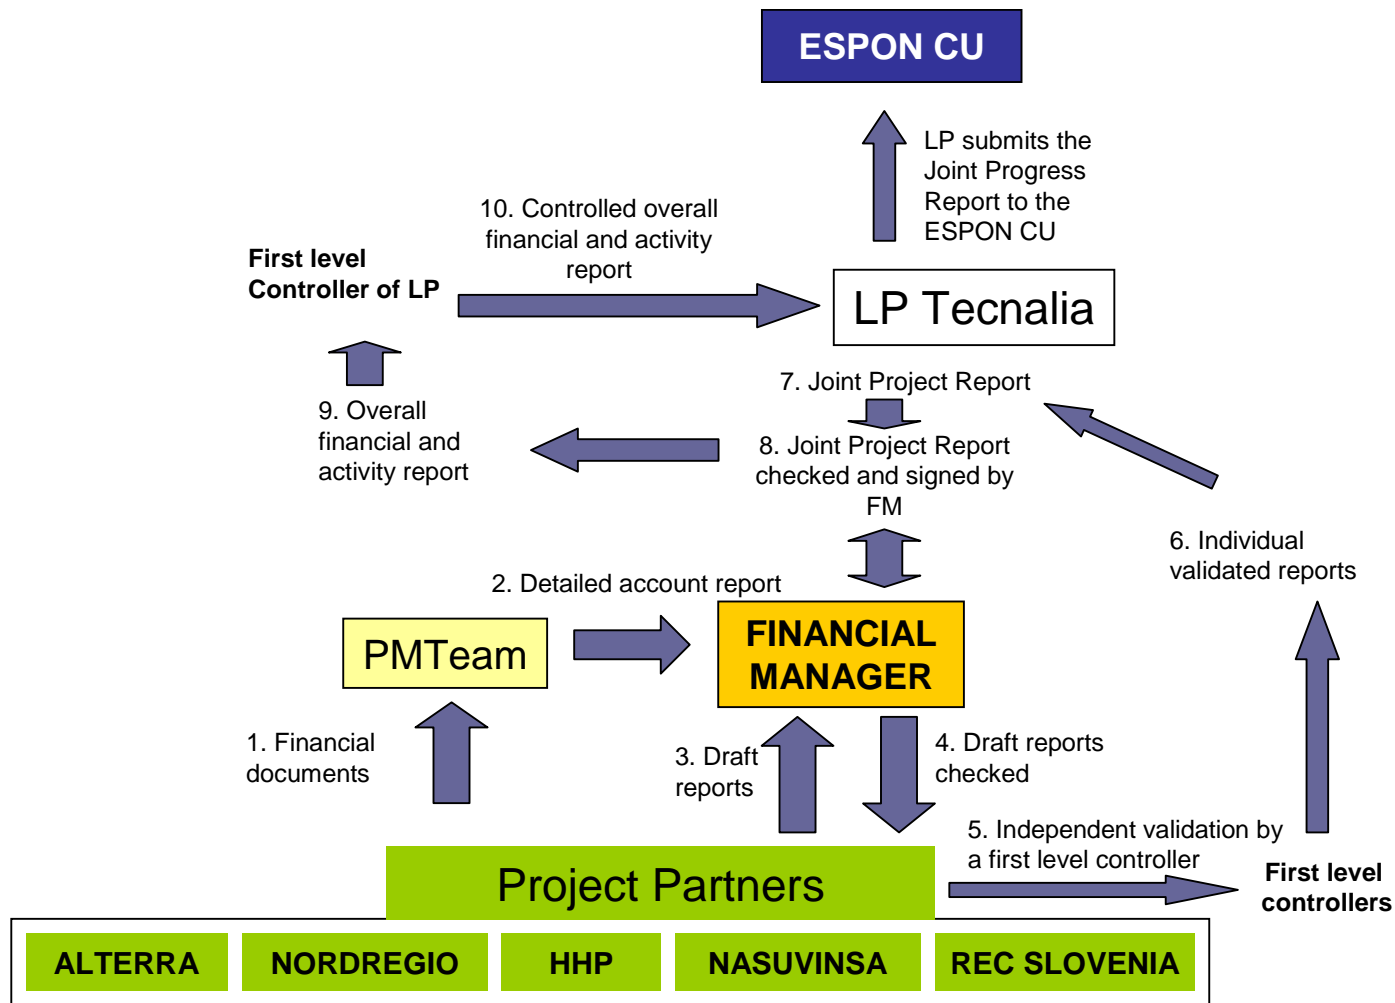 ESPON CU
LP submits the
Joint Progress
Report to the
ESPON CU
10. Controlled overall
financial and activity
report
First level
Controller of LP
LP Tecnalia
7. Joint Project Report
9. Overall
financial and
activity report
8. Joint Project Report
checked and signed by
FM
6. Individual
validated reports
2. Detailed account report
PMTeam
FINANCIAL
MANAGER
1. Financial
documents
3. Draft
reports
4. Draft reports
checked
5. Independent validation by
a first level controller
First level
controllers
Project Partners
ALTERRA
NORDREGIO
HHP
NASUVINSA
REC SLOVENIA